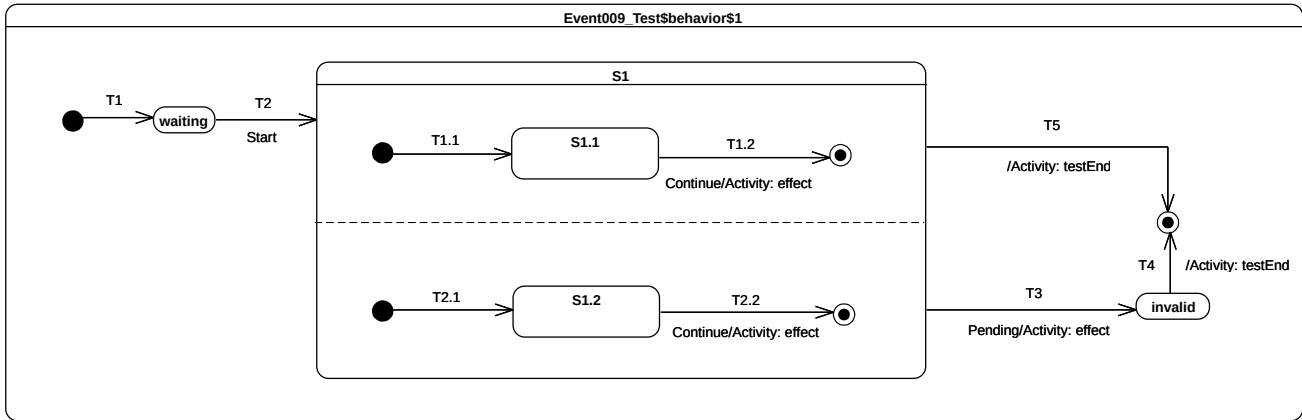 Event009_Test$behavior$1
S1
T1
waiting
T2
Start
T1.1
S1.1
T1.2
Continue/Activity: effect
T2.1
S1.2
T2.2
Continue/Activity: effect
T5
/Activity: testEnd
T4
/Activity: testEnd
T3
invalid
Pending/Activity: effect